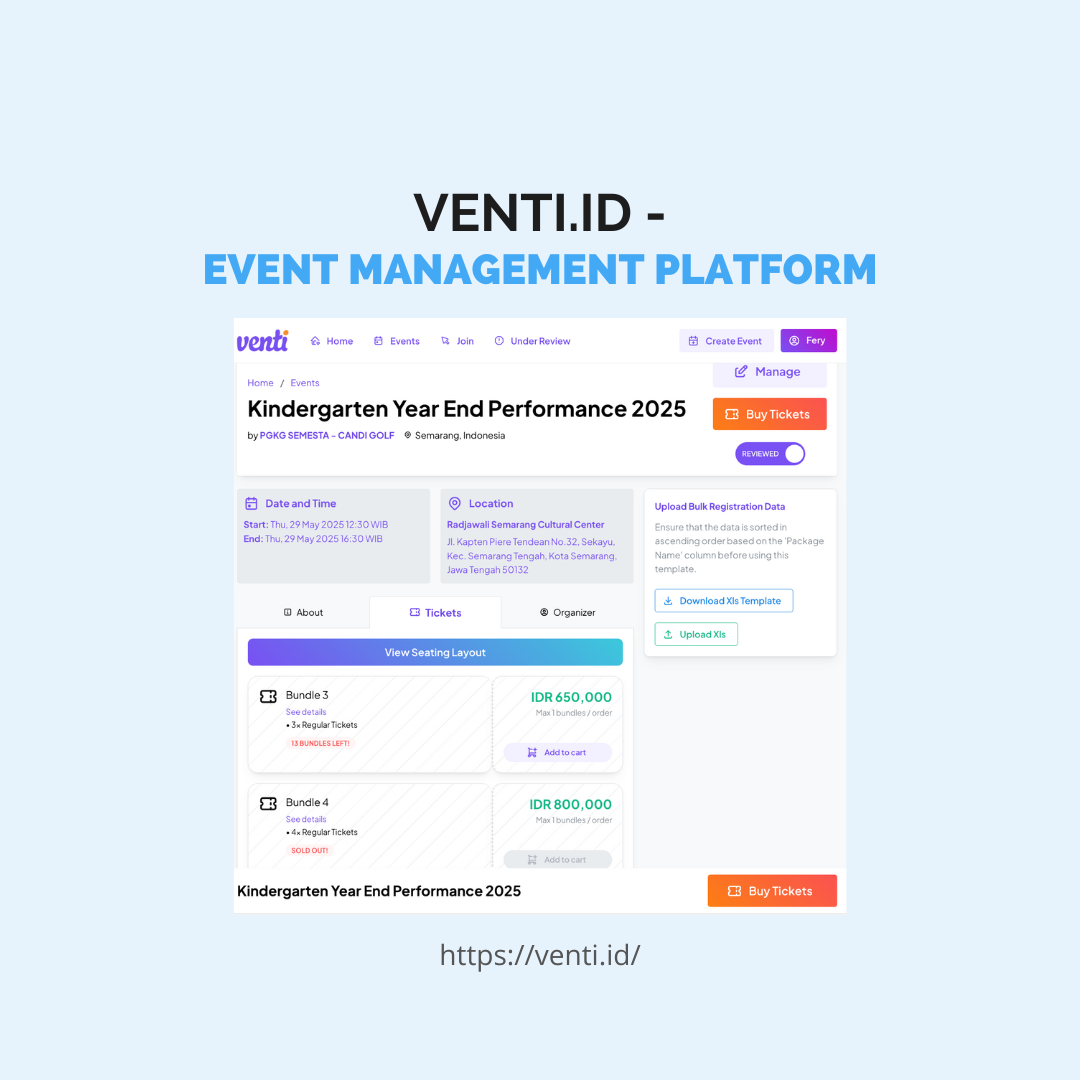 VENTI.ID -
EVENT MANAGEMENT PLATFORM
venti
Home
Events
Join
Under Review
Create Event
Fery
Home / Events
Manage
Kindergarten Year End Performance 2025
Buy Tickets
by PGKG SEMESTA - CANDI GOLF
Semarang, Indonesia
REVIEWED
Date and Time
Start: Thu, 29 May 2025 12:30 WIB
End: Thu, 29 May 2025 16:30 WIB
Location
Radjawali Semarang Cultural Center
Jl. Kapten Piere Tendean No.32, Sekayu,
Kec. Semarang Tengah, Kota Semarang,
Jawa Tengah 50132
Upload Bulk Registration Data
Ensure that the data is sorted in
ascending order based on the 'Package
Name' column before using this
template.
Download Xls Template
Upload Xls
About
Tickets
Organizer
View Seating Layout
Bundle 3
See details
• 3x Regular Tickets
13 BUNDLES LEFT!
IDR 650,000
Max 1 bundles / order
Add to cart
Bundle 4
See details
• 4x Regular Tickets
SOLD OUT!
IDR 800,000
Max 1 bundles / order
Add to cart
Kindergarten Year End Performance 2025
Buy Tickets
https://venti.id/